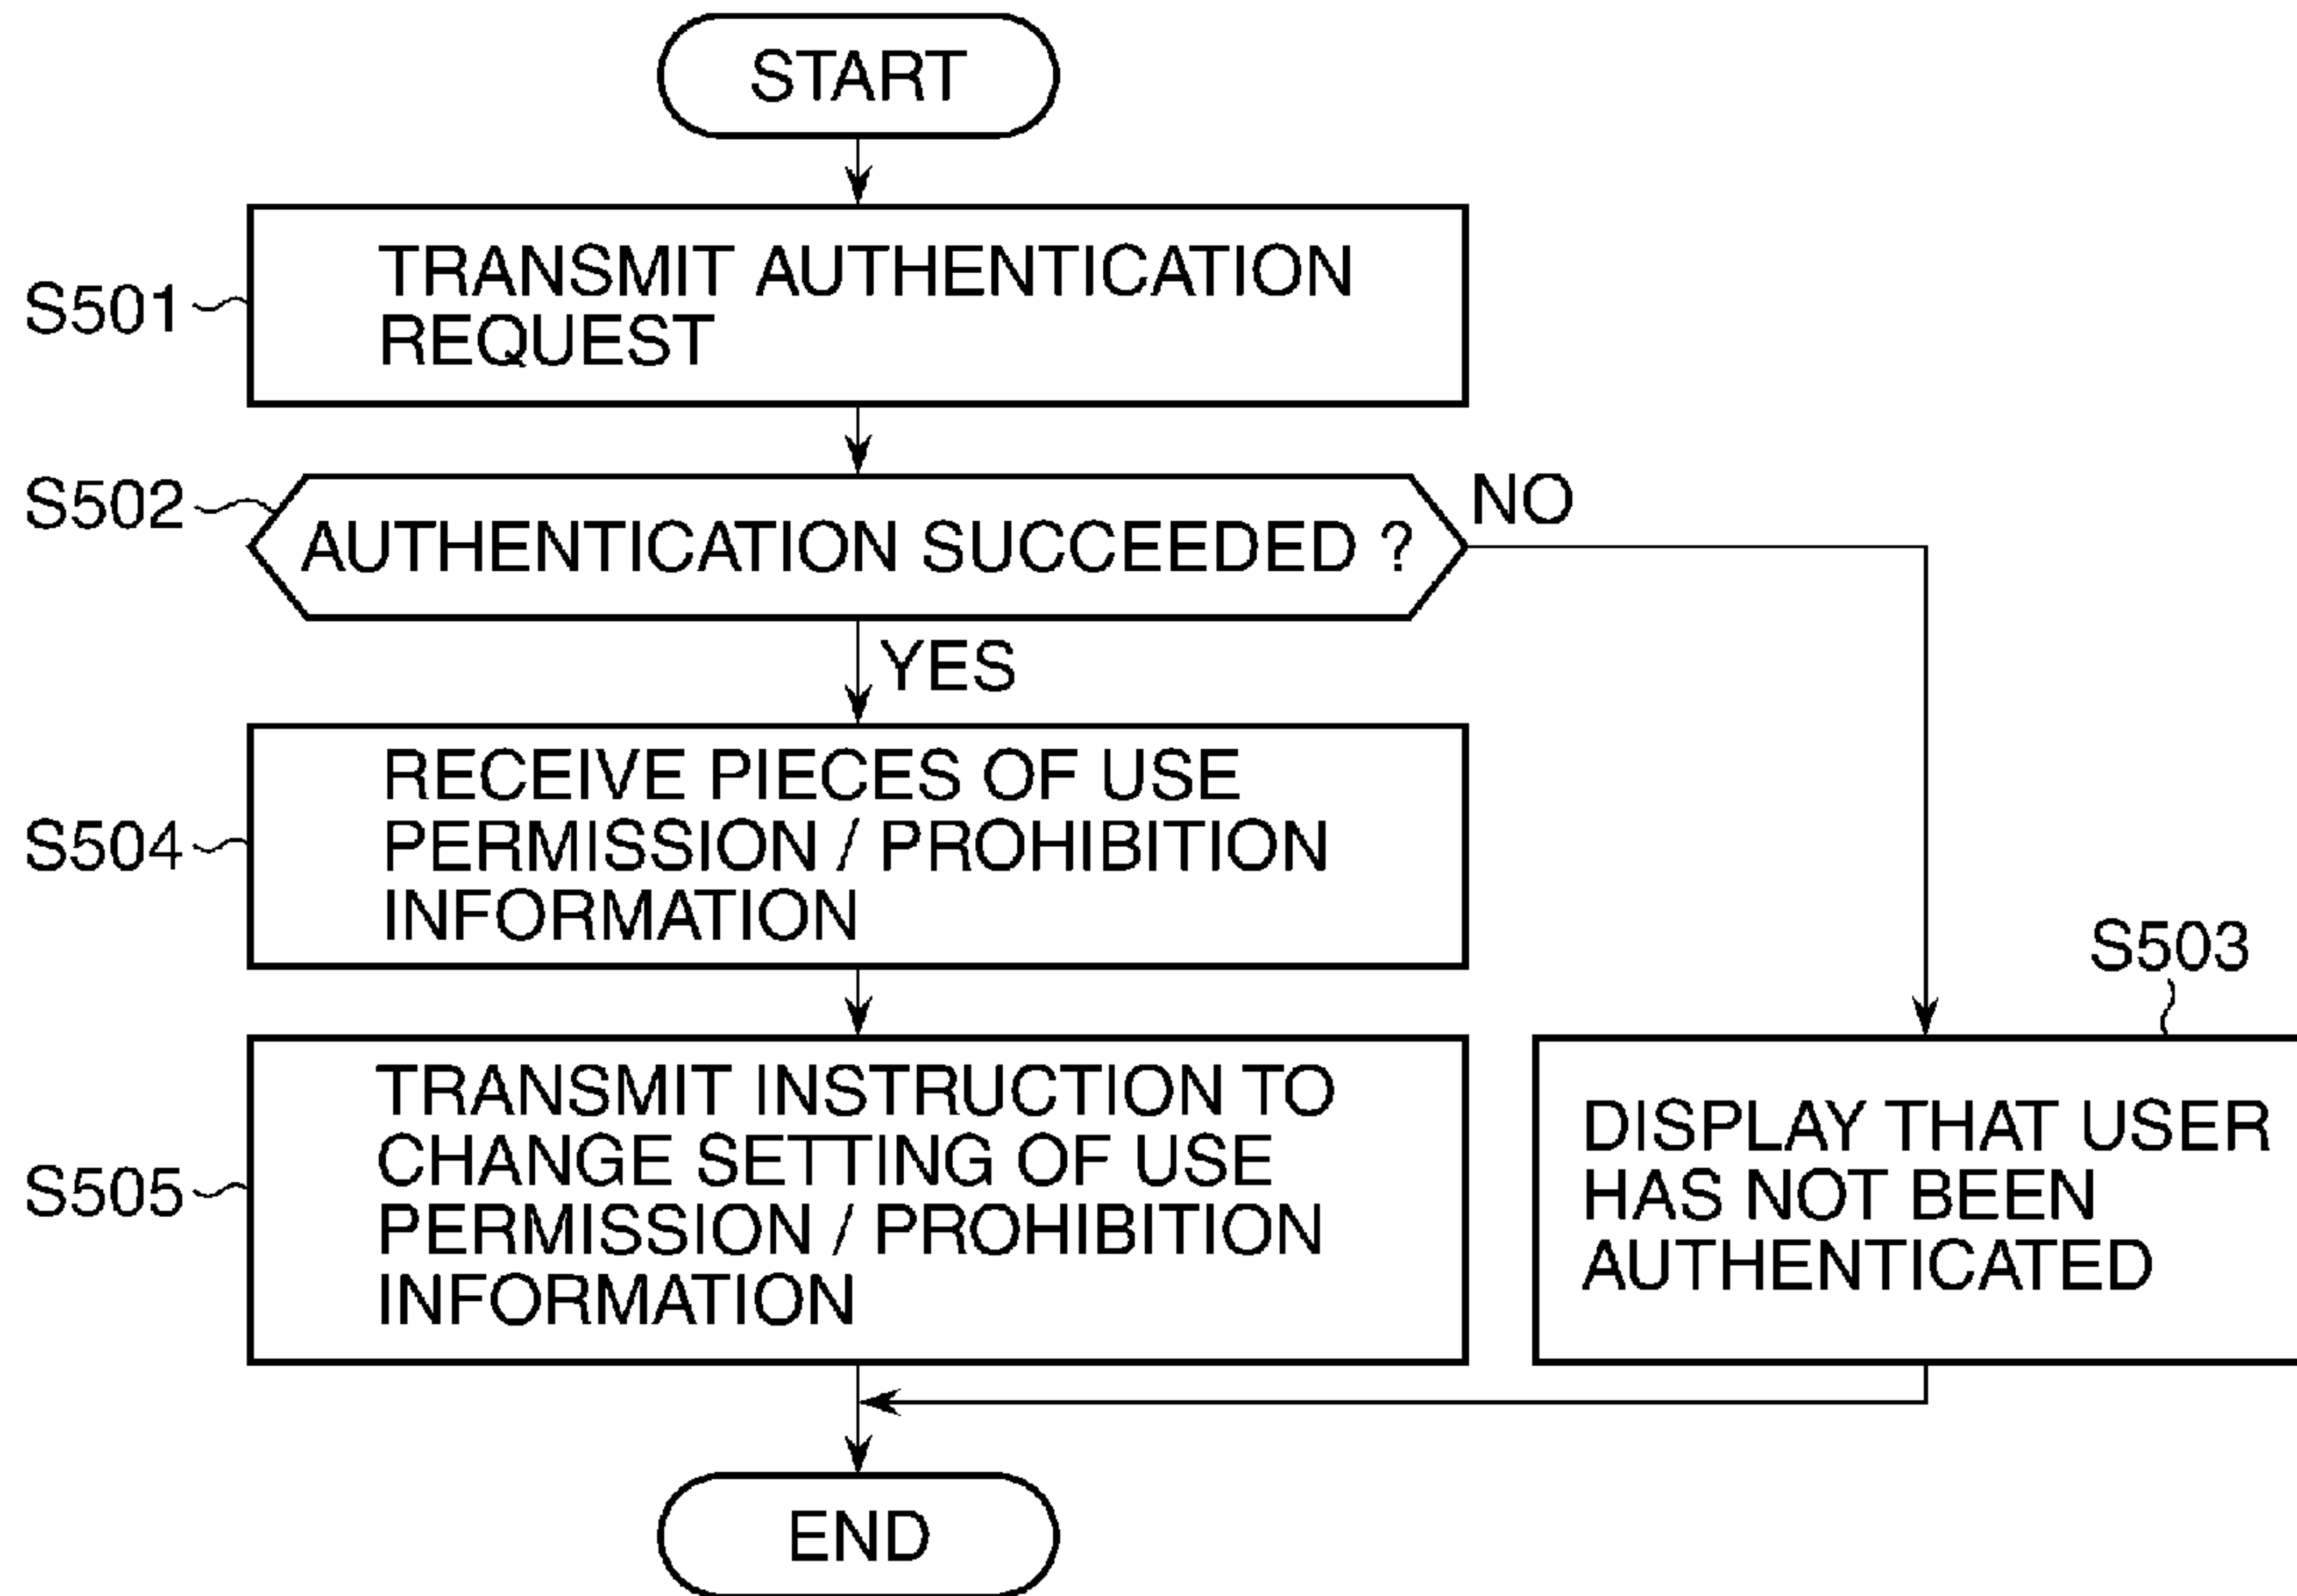 START
S501
TRANSMIT AUTHENTICATION
REQUEST
S502
AUTHENTICATION SUCCEEDED ?
NO
YES
S504
RECEIVE PIECES OF USE
PERMISSION / PROHIBITION
INFORMATION
S505
TRANSMIT INSTRUCTION TO
CHANGE SETTING OF USE
PERMISSION / PROHIBITION
INFORMATION
S503
DISPLAY THAT USER
HAS NOT BEEN
AUTHENTICATED
END